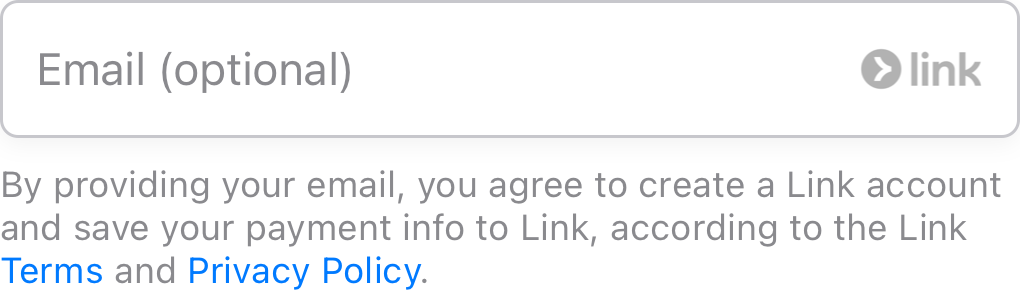 Email (optional) link
By providing your email, you agree to create a Link account
and save your payment info to Link, according to the Link
Terms and Privacy Policy.